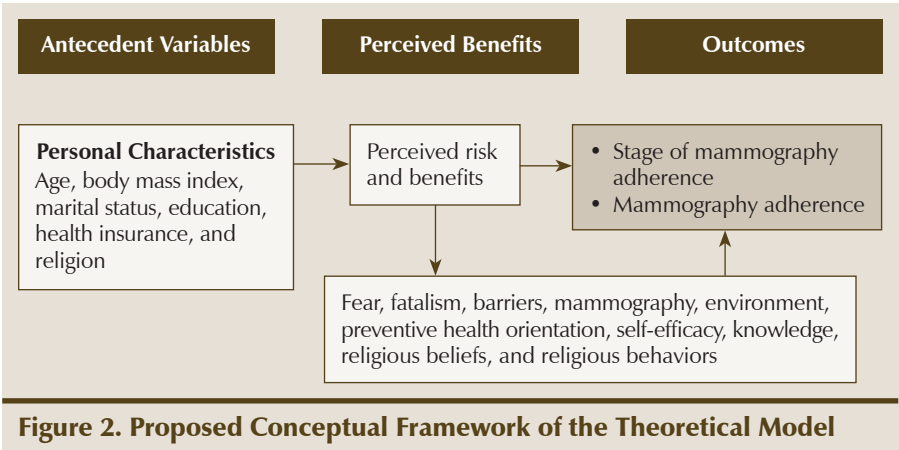 Antecedent Variables
Perceived Benefits
Outcomes
Personal Characteristics
Age, body mass index,
marital status, education,
health insurance, and
religion
Perceived risk
and benefits
• Stage of mammography
adherence
• Mammography adherence
Fear, fatalism, barriers, mammography, environment,
preventive health orientation, self-efficacy, knowledge,
religious beliefs, and religious behaviors
Figure 2. Proposed Conceptual Framework of the Theoretical Model